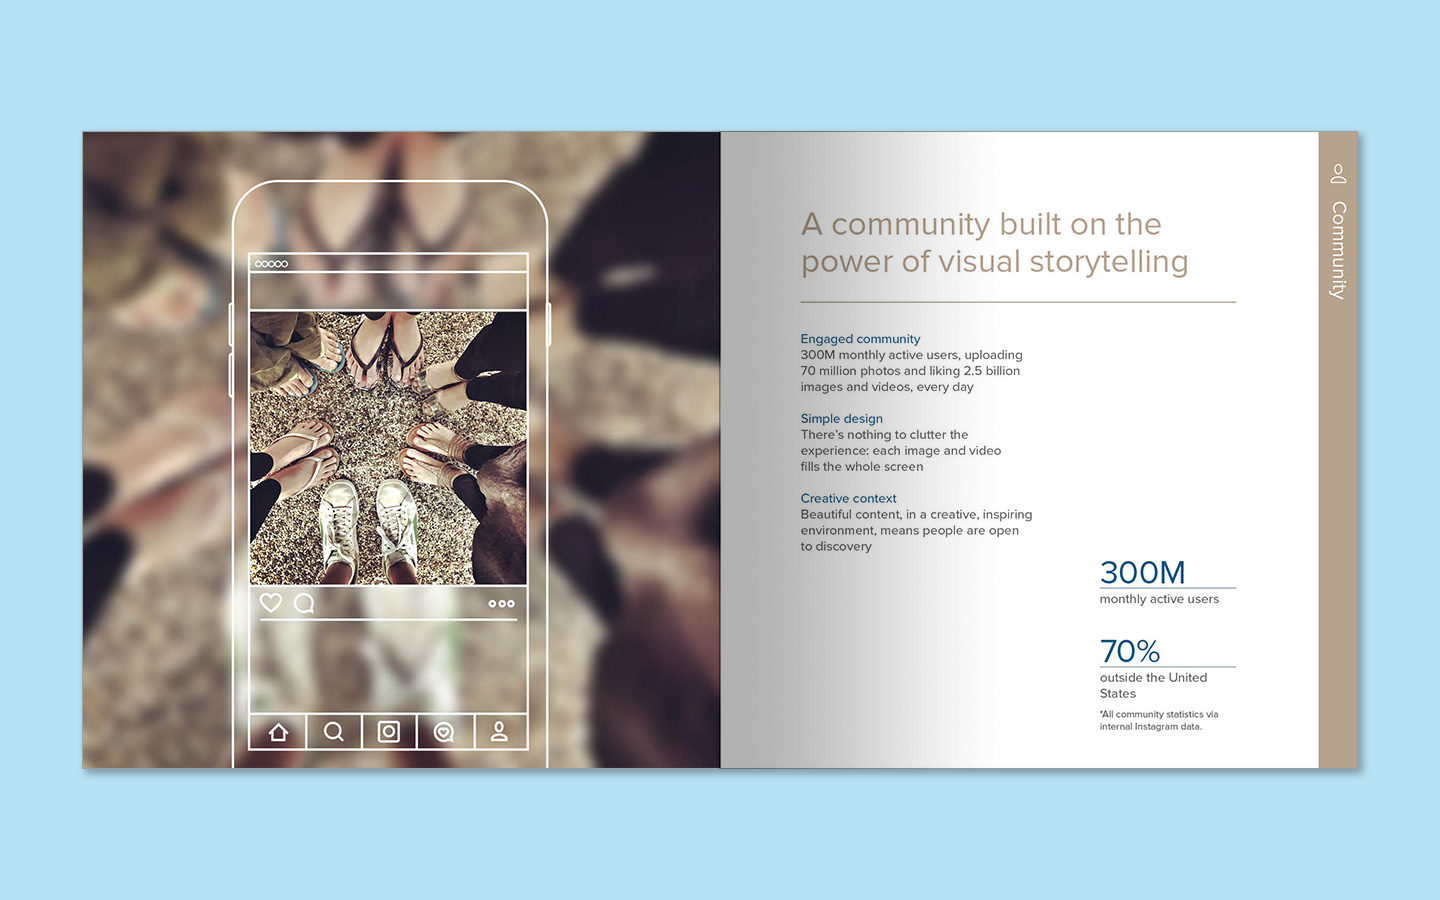 A community built on the
power of visual storytelling
Engaged community
300M monthly active users, uploading
70 million photos and liking 2.5 billion
images and videos, every day
Simple design
There's nothing to clutter the
experience: each image and video
fills the whole screen
Creative context
Beautiful content, in a creative, inspiring
environment, means people are open
to discovery
300M
monthly active users
70%
outside the United
States
*All community statistics via
internal Instagram data.
Community